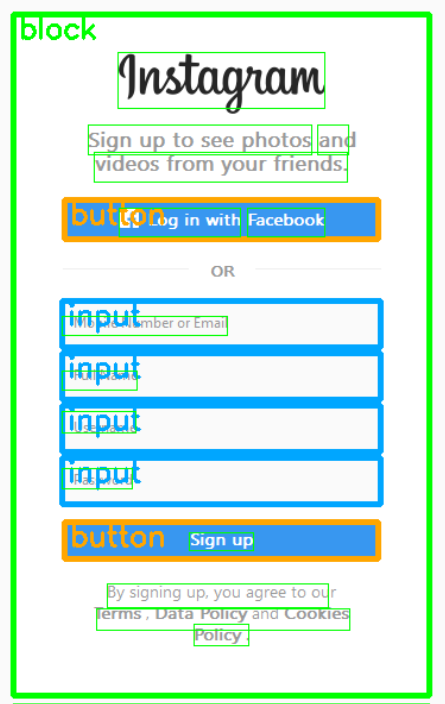 block
Instagram
Sign up to see photos and
videos from your friends.
button
Log in with Facebook
OR
input
Mobile Number or Email
input
Full Name
input
Username
input
Password
button
Sign up
By signing up, you agree to our
Terms , Data Policy and Cookies
Policy .